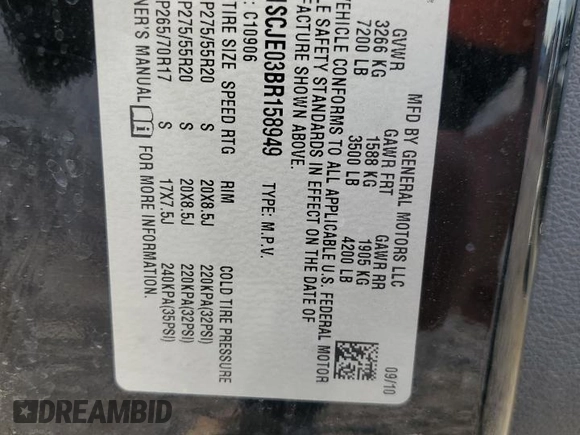 MFD BY GENERAL MOTORS LLC
09/10
GVWR GAWR FRT GAWR RR
3266 KG 1588 KG 1905 KG
7200 LB 3500 LB 4200 LB
VEHICLE CONFORMS TO ALL APPLICABLE U.S. FEDERAL MOTOR
LE SAFETY STANDARDS IN EFFECT ON THE DATE OF
FACTURE SHOWN ABOVE.
1SCJE03BR158949 TYPE: M.P.V.
: C10906
TIRE SIZE SPEED RTG RIM COLD TIRE PRESSURE
P275/55R20 S 20X8.5J 220KPA(32PSI)
P275/55R20 S 20X8.5J 220KPA(32PSI)
P265/70R17 S 17X7.5J 240KPA(35PSI)
NER'S MANUAL FOR MORE INFORMATION.
DREAMBID